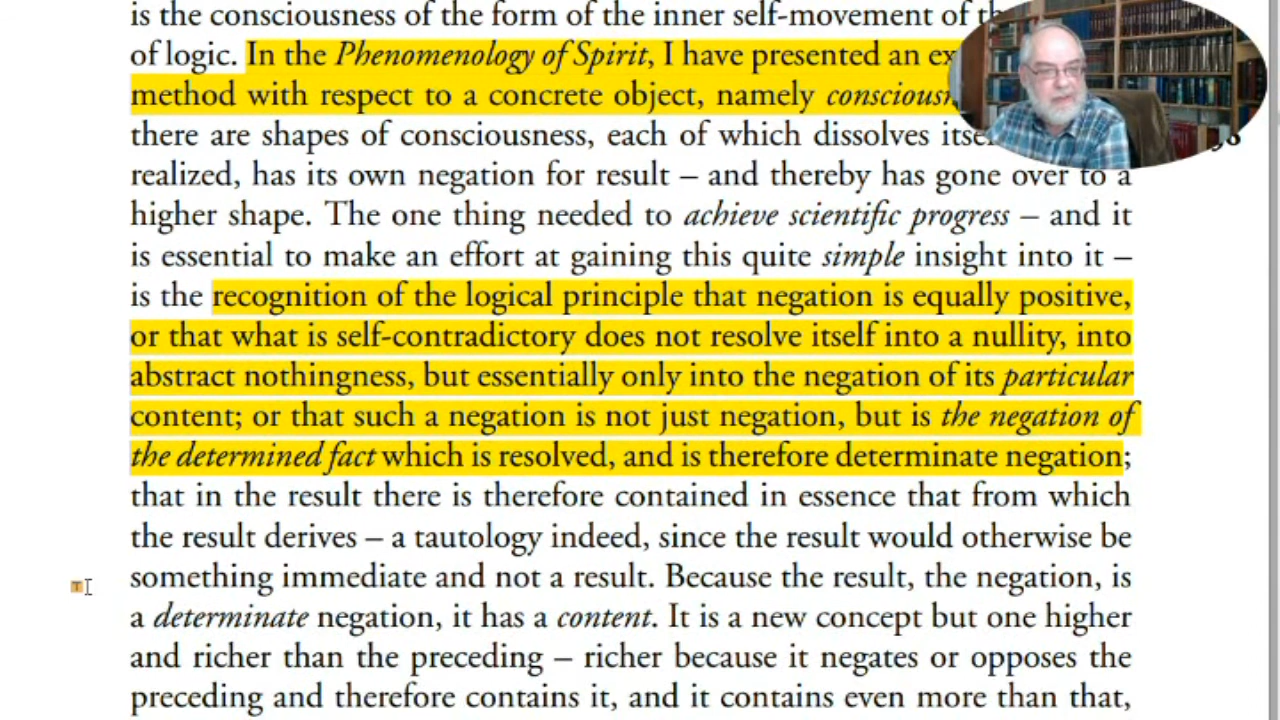 is the consciousness of the form of the inner self-movement of
of logic. In the Phenomenology of Spirit, I have presented an
method with respect to a concrete object, namely
there are shapes of consciousness, each of which dissolves
realized, has its own negation for result – and thereby has gone over to a
higher shape. The one thing needed to achieve scientific progress – and it
is essential to make an effort at gaining this quite simple insight into it –
is the recognition of the logical principle that negation is equally positive,
or that what is self-contradictory does not resolve itself into a nullity, into
abstract nothingness, but essentially only into the negation of its particular
content; or that such a negation is not just negation, but is the negation of
the determined fact which is resolved, and is therefore determinate negation;
that in the result there is therefore contained in essence that from which
the result derives – a tautology indeed, since the result would otherwise be
something immediate and not a result. Because the result, the negation, is
a determinate negation, it has a content. It is a new concept but one higher
and richer than the preceding – richer because it negates or opposes the
preceding and therefore contains it, and it contains even more than that,